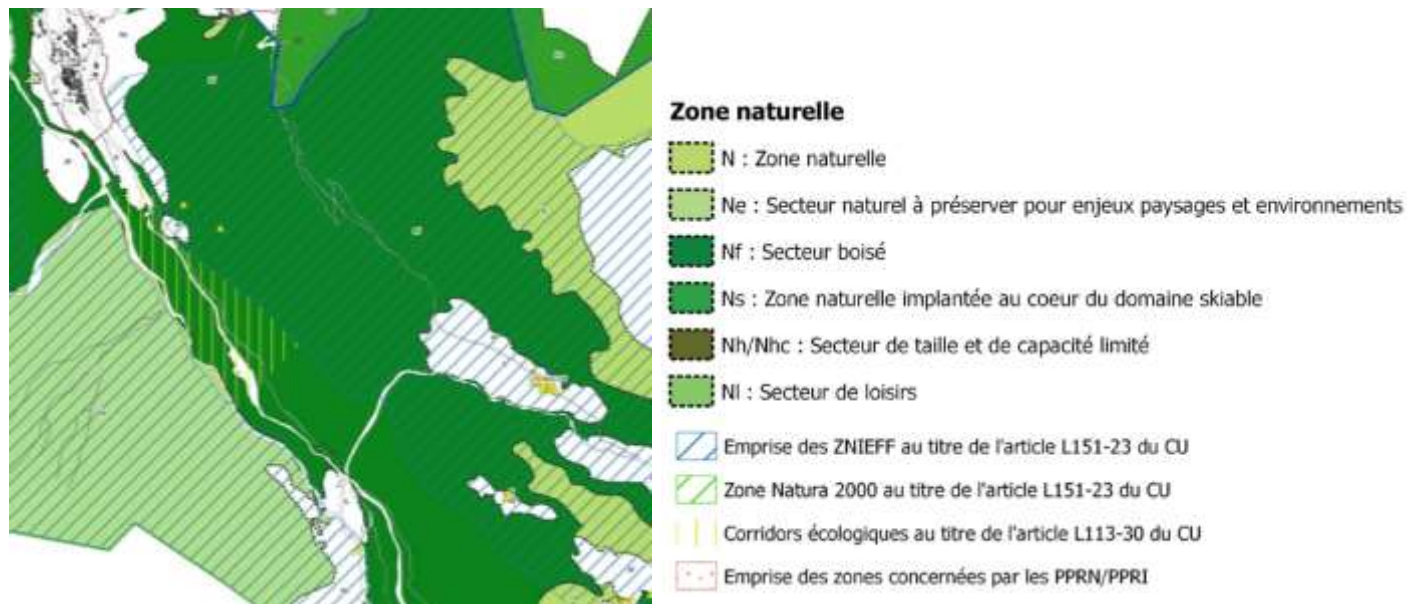 Zone naturelle
N : Zone naturelle
Ne : Secteur naturel à préserver pour enjeux paysages et environnements
Nf : Secteur boisé
Ns : Zone naturelle implantée au coeur du domaine skiable
Nh/Nhc : Secteur de taille et de capacité limité
Nl : Secteur de loisirs
Emprise des ZNIEFF au titre de l'article L151-23 du CU
Zone Natura 2000 au titre de l'article L151-23 du CU
Corridors écologiques au titre de l'article L113-30 du CU
Emprise des zones concernées par les PPRN/PPRI